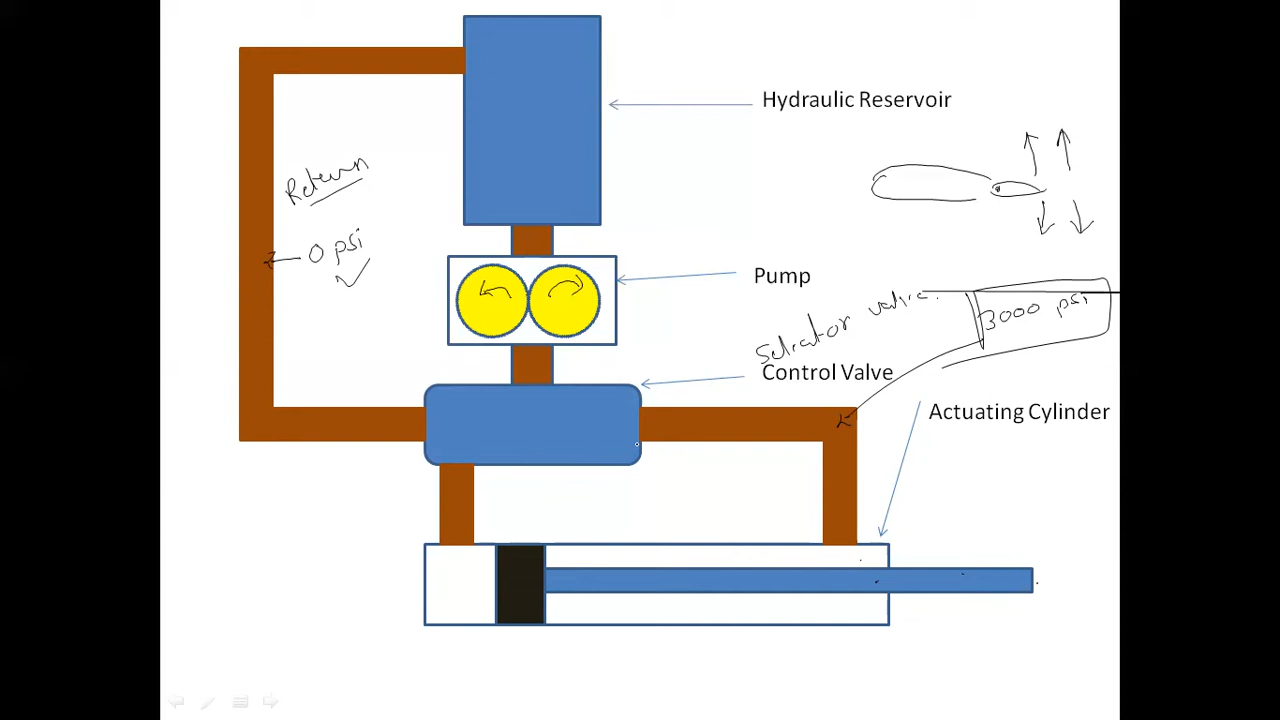 Hydraulic Reservoir
Return
0 psi
Pump
Selector valve.
3000 psi
Control Valve
Actuating Cylinder